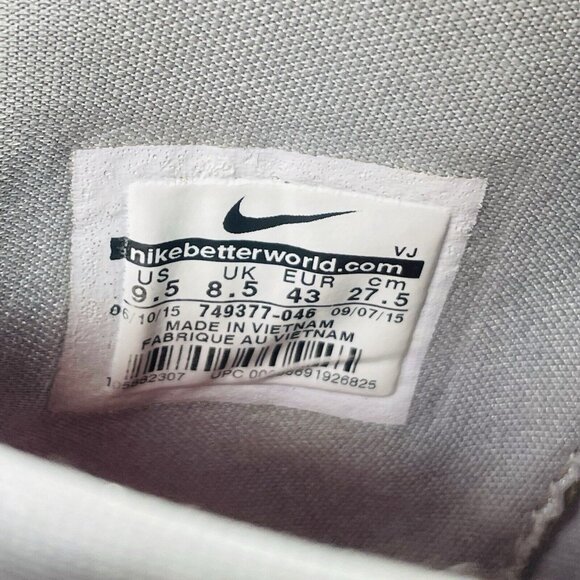 VJ
nikebetterworld.com
US UK EUR cm
9.5 8.5 43 27.5
06/10/15 749377-046 09/07/15
MADE IN VIETNAM
FABRIQUE AU VIETNAM
UPC